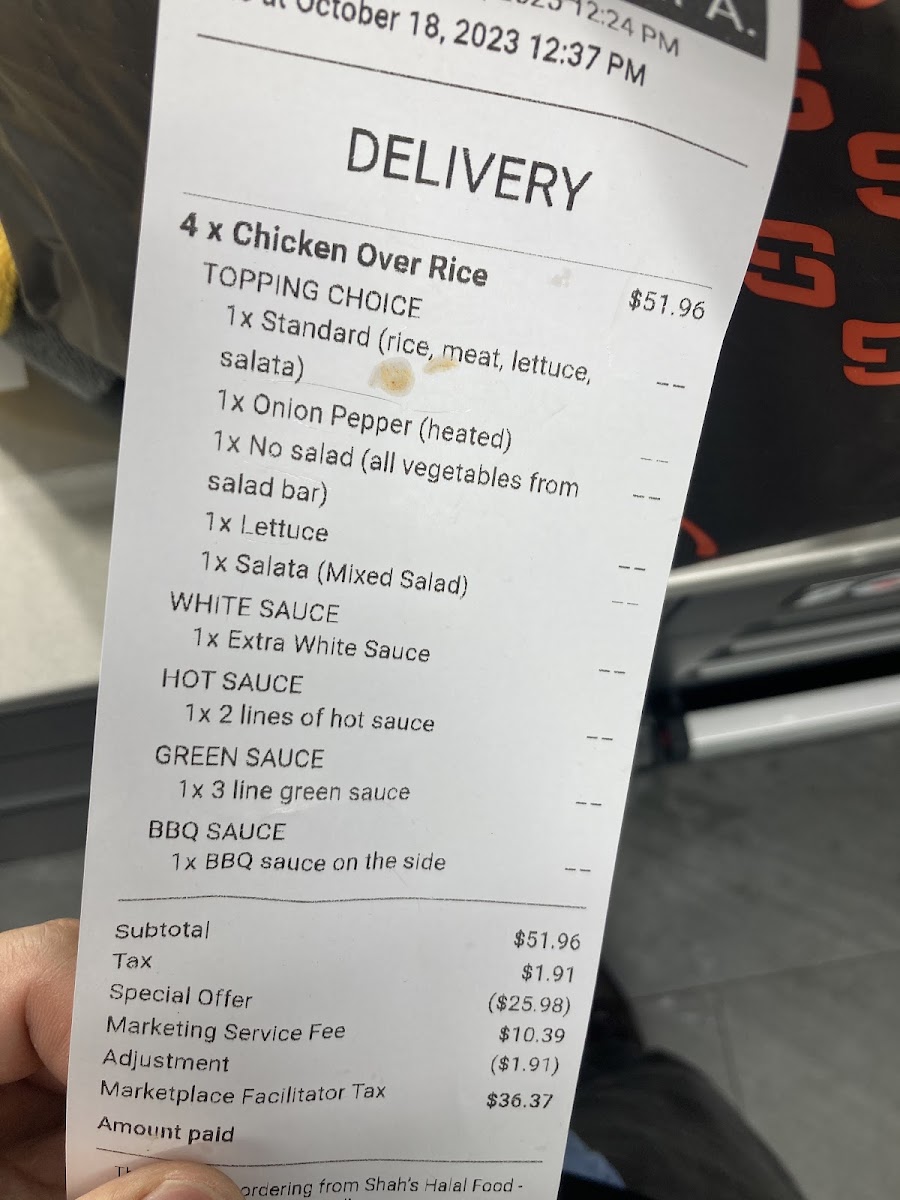 A.
12:24 PM
October 18, 2023 12:37 PM
DELIVERY
4 x Chicken Over Rice $51.96
TOPPING CHOICE
1x Standard (rice, meat, lettuce,
salata) --
1x Onion Pepper (heated) --
1x No salad (all vegetables from
salad bar) --
1x Lettuce --
1x Salata (Mixed Salad) --
WHITE SAUCE
1x Extra White Sauce --
HOT SAUCE
1x 2 lines of hot sauce --
GREEN SAUCE
1x 3 line green sauce --
BBQ SAUCE
1x BBQ sauce on the side --
Subtotal $51.96
Tax $1.91
Special Offer ($25.98)
Marketing Service Fee $10.39
Adjustment ($1.91)
Marketplace Facilitator Tax $36.37
Amount paid
ordering from Shah's Halal Food -